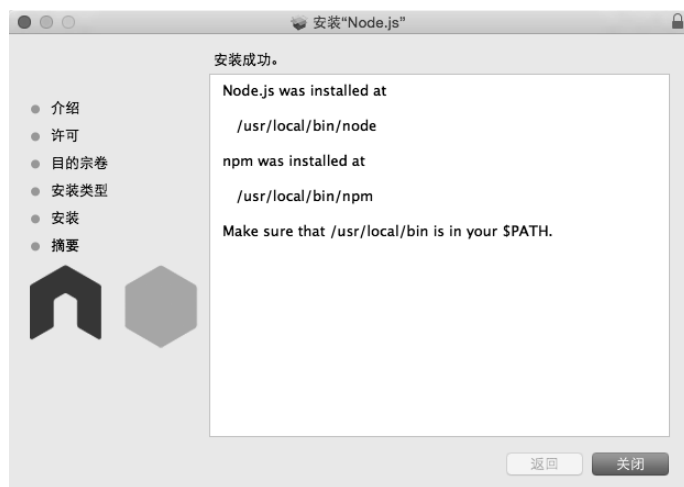 安装“Node.js”
安装成功。
介绍
许可
目的宗卷
安装类型
安装
摘要
Node.js was installed at
/usr/local/bin/node
npm was installed at
/usr/local/bin/npm
Make sure that /usr/local/bin is in your $PATH.
返回
关闭